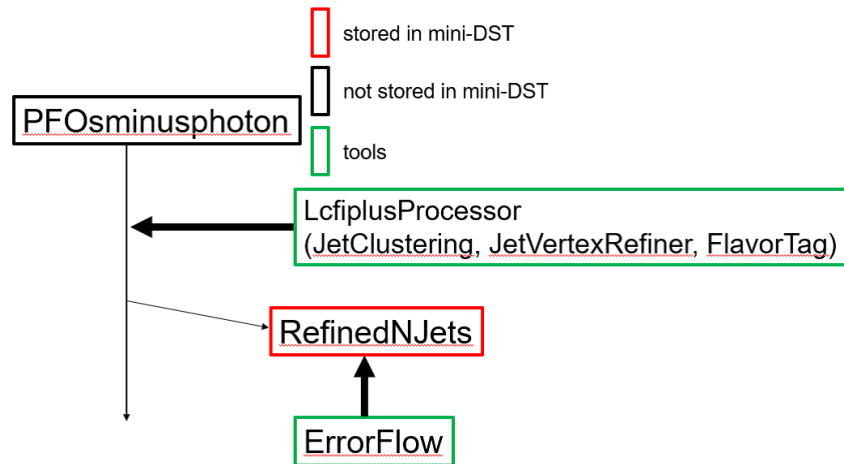 stored in mini-DST
not stored in mini-DST
PFOsminusphoton
tools
LcfiplusProcessor
(JetClustering, JetVertexRefiner, FlavorTag)
RefinedNJets
ErrorFlow